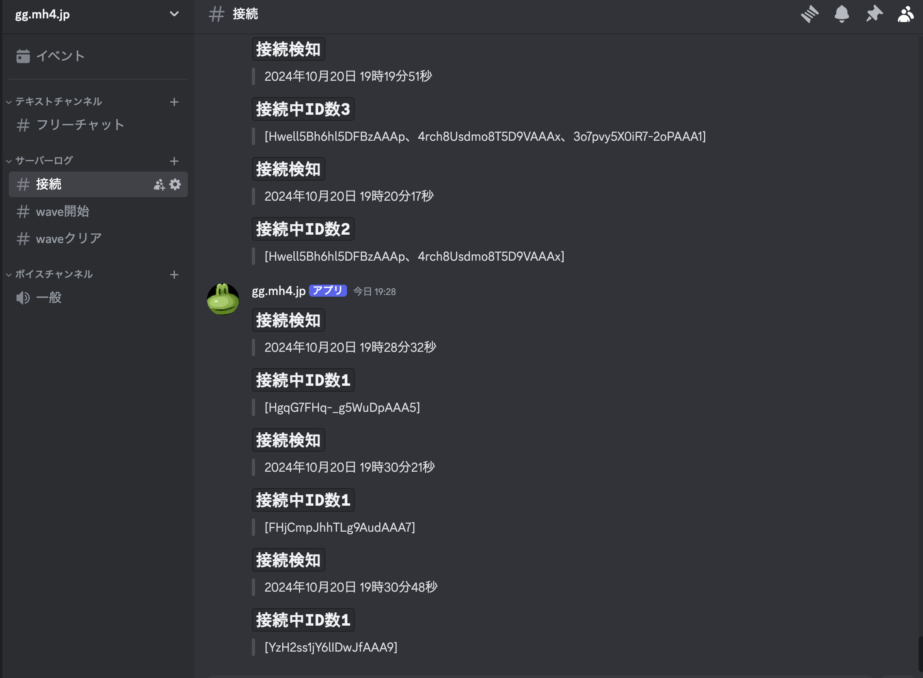 gg.mh4.jp
接続
イベント
テキストチャンネル
フリーチャット
サーバーログ
接続
wave開始
waveクリア
ボイスチャンネル
一般
接続検知
2024年10月20日 19時19分51秒
接続中ID数3
[Hwell5Bh6hl5DFBzAAAp、4rch8Usdmo8T5D9VAAAx、3o7pvy5X0iR7-2oPAAA1]
接続検知
2024年10月20日 19時20分17秒
接続中ID数2
[Hwell5Bh6hl5DFBzAAAp、4rch8Usdmo8T5D9VAAAx]
gg.mh4.jp アプリ 今日 19:28
接続検知
2024年10月20日 19時28分32秒
接続中ID数1
[HgqG7FHq-_g5WuDpAAA5]
接続検知
2024年10月20日 19時30分21秒
接続中ID数1
[FHjCmpJhhTLg9AudAAA7]
接続検知
2024年10月20日 19時30分48秒
接続中ID数1
[YzH2ss1jY6lIDwJfAAA9]